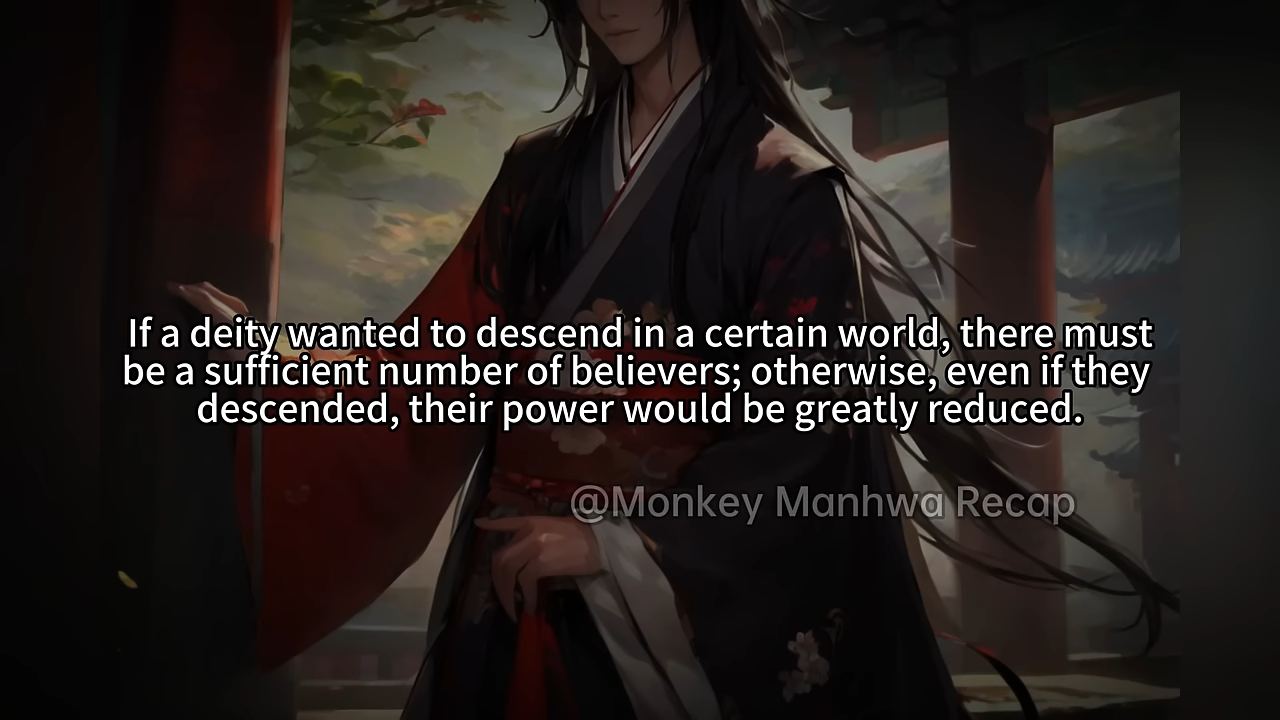 If a deity wanted to descend in a certain world, there must
be a sufficient number of believers; otherwise, even if they
descended, their power would be greatly reduced.
@Monkey Manhwa Recap